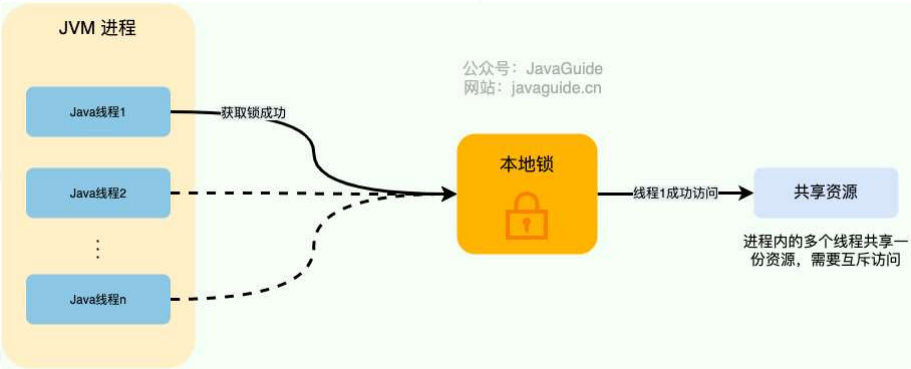 JVM 进程
公众号：JavaGuide
网站：javaguide.cn
Java线程1
获取锁成功
本地锁
Java线程2
线程1成功访问
共享资源
进程内的多个线程共享一
份资源，需要互斥访问
Java线程n